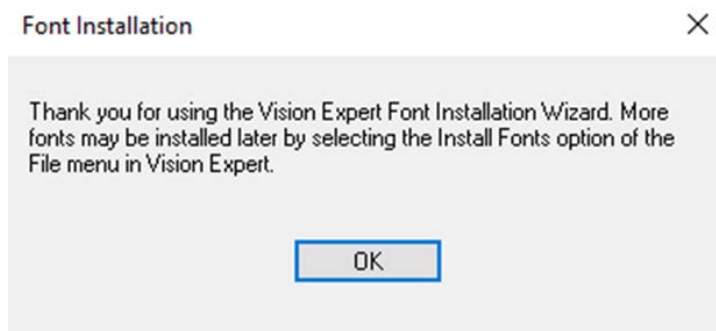 Font Installation
Thank you for using the Vision Expert Font Installation Wizard. More
fonts may be installed later by selecting the Install Fonts option of the
File menu in Vision Expert.
OK